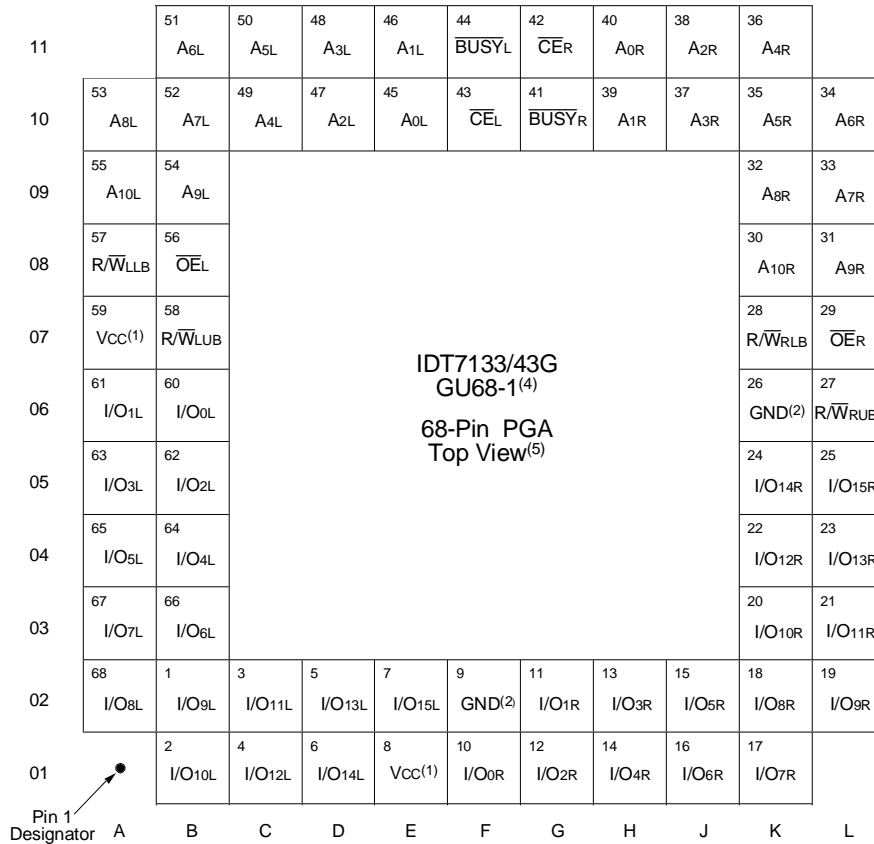 51 50 48 46 44 42 40 38 36
11 A6L A5L A3L A1L BUSYL CER A0R A2R A4R
53 52 49 47 45 43 41 39 37 35 34
10 A8L A7L A4L A2L A0L CEL BUSYR A1R A3R A5R A6R
55 54 32 33
09 A10L A9L A8R A7R
57 56 30 31
08 R/WLLB OEL A10R A9R
59 58 28 29
07 VCC(1) R/WLUB R/WRLB OER
IDT7133/43G
GU68-1(4)
61 60 26 27
06 I/O1L I/O0L GND(2) R/WRUB
68-Pin PGA
Top View(5)
63 62 24 25
05 I/O3L I/O2L I/O14R I/O15R
65 64 22 23
04 I/O5L I/O4L I/O12R I/O13R
67 66 20 21
03 I/O7L I/O6L I/O10R I/O11R
68 1 3 5 7 9 11 13 15 18 19
02 I/O8L I/O9L I/O11L I/O13L I/O15L GND(2) I/O1R I/O3R I/O5R I/O8R I/O9R
2 4 6 8 10 12 14 16 17
01 I/O10L I/O12L I/O14L VCC(1) I/O0R I/O2R I/O4R I/O6R I/O7R
Pin 1
Designator
A B C D E F G H J K L